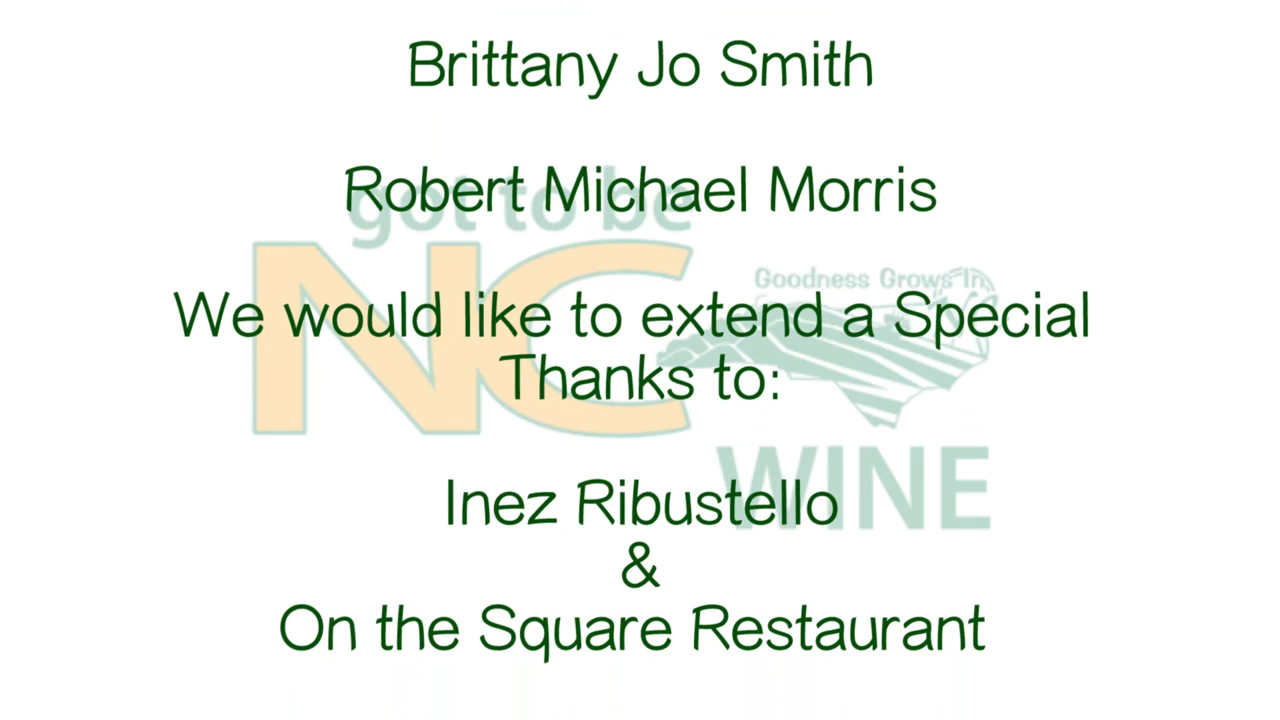 Brittany Jo Smith
Robert Michael Morris
got to be
NC
Goodness Grows In
We would like to extend a Special
Thanks to:
WINE
Inez Ribustello
&
On the Square Restaurant